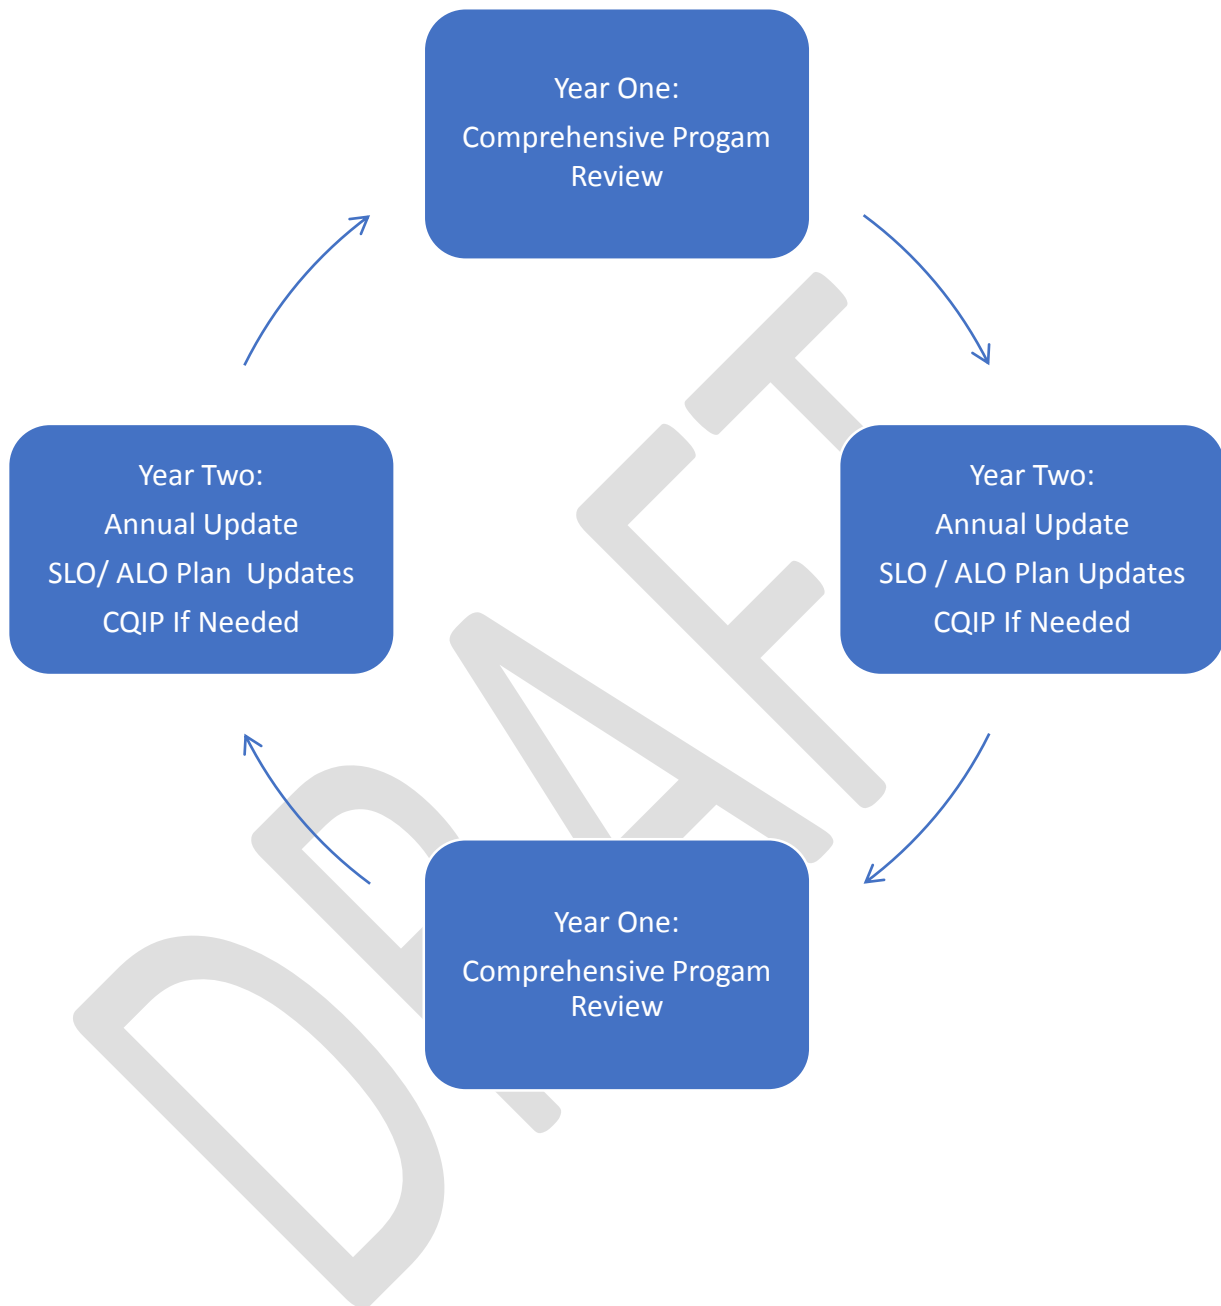 Year One:
Comprehensive Progam
Review
Year Two:
Annual Update
SLO/ ALO Plan  Updates
CQIP If Needed
Year Two:
Annual Update
SLO / ALO Plan Updates
CQIP If Needed
Year One:
Comprehensive Progam
Review
DRAFT